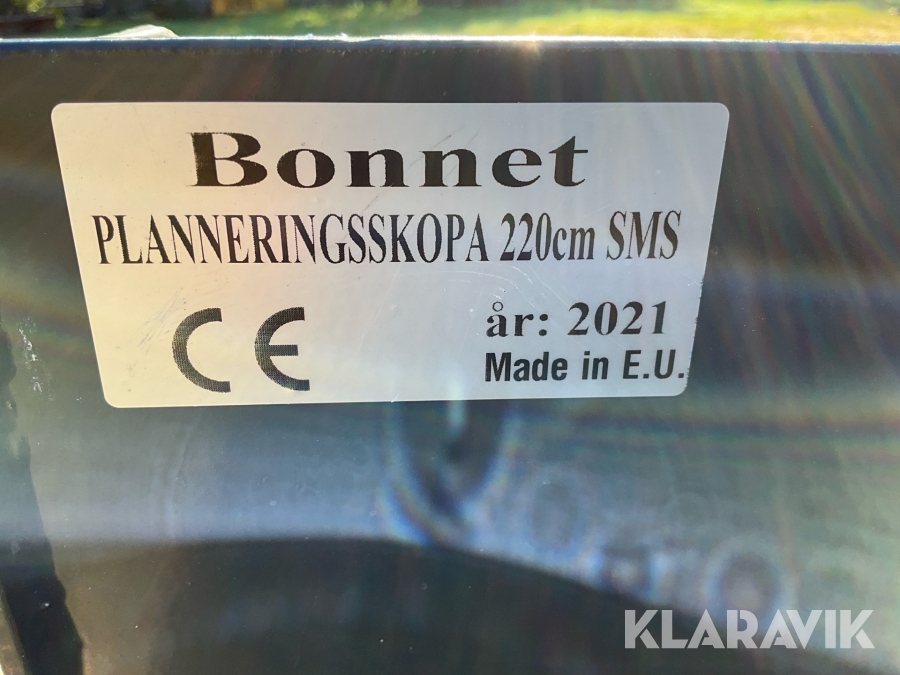 Bonnet
PLANNERINGSSKOPA 220cm SMS
CE
år: 2021
Made in E.U.
KLARAVIK